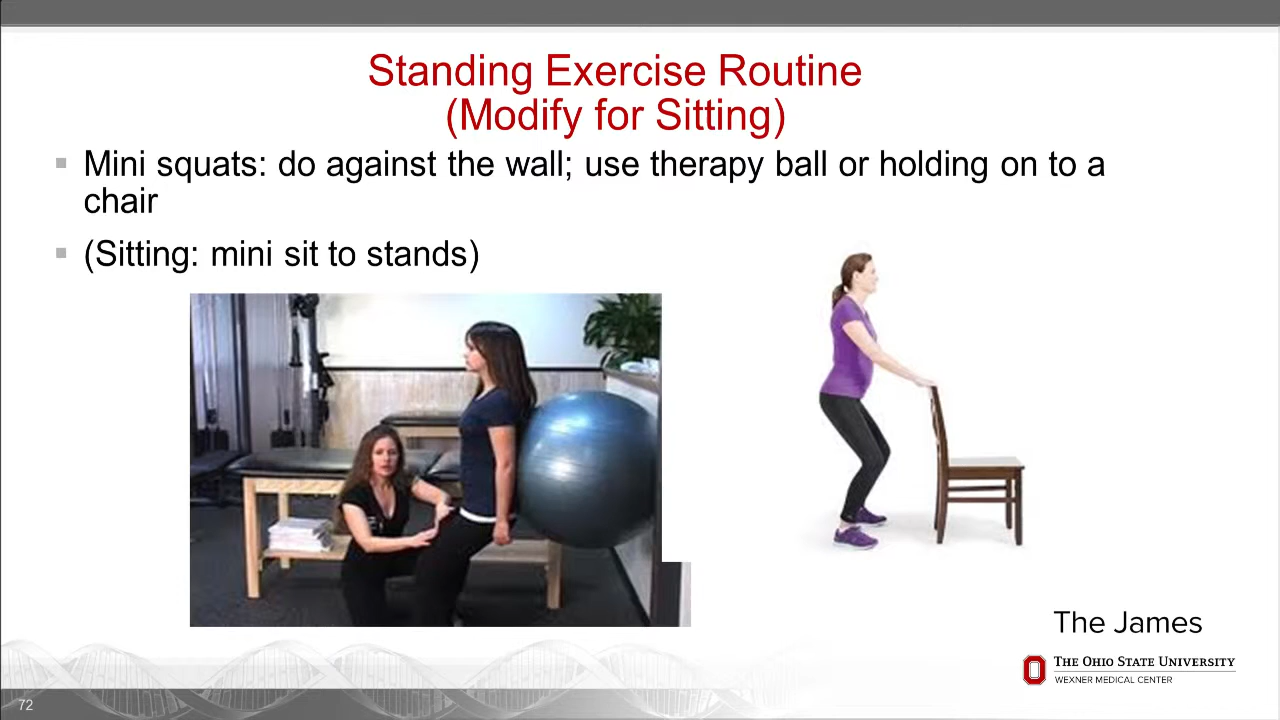 Standing Exercise Routine
(Modify for Sitting)
Mini squats: do against the wall; use therapy ball or holding on to a
chair
(Sitting: mini sit to stands)
The James
THE OHIO STATE UNIVERSITY
WEXNER MEDICAL CENTER
72